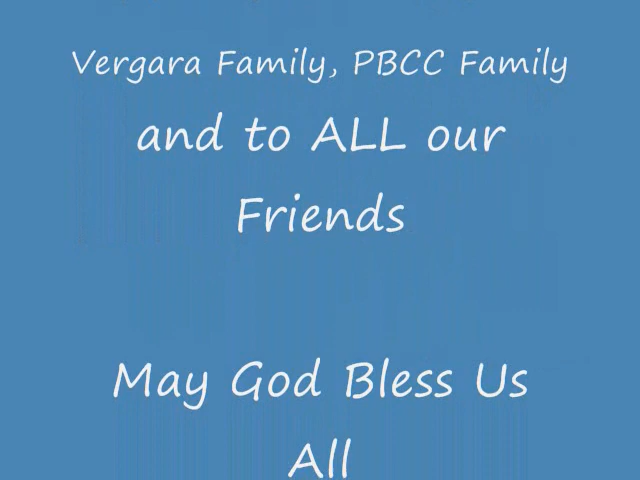 Vergara Family, PBCC Family
and to ALL our
Friends
May God Bless Us
All